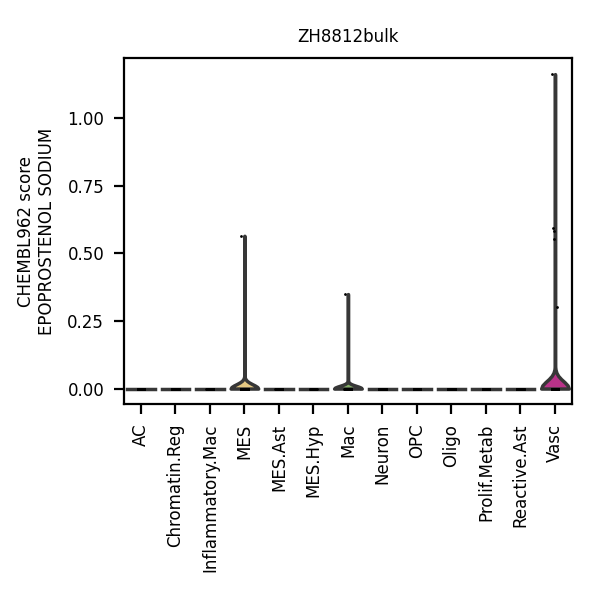 ZH8812bulk
CHEMBL962 score
EPOPROSTENOL SODIUM
1.00
0.75
0.50
0.25
0.00
AC
Chromatin.Reg
Inflammatory.Mac
MES
MES.Ast
MES.Hyp
Mac
Neuron
OPC
Oligo
Prolif.Metab
Reactive.Ast
Vasc